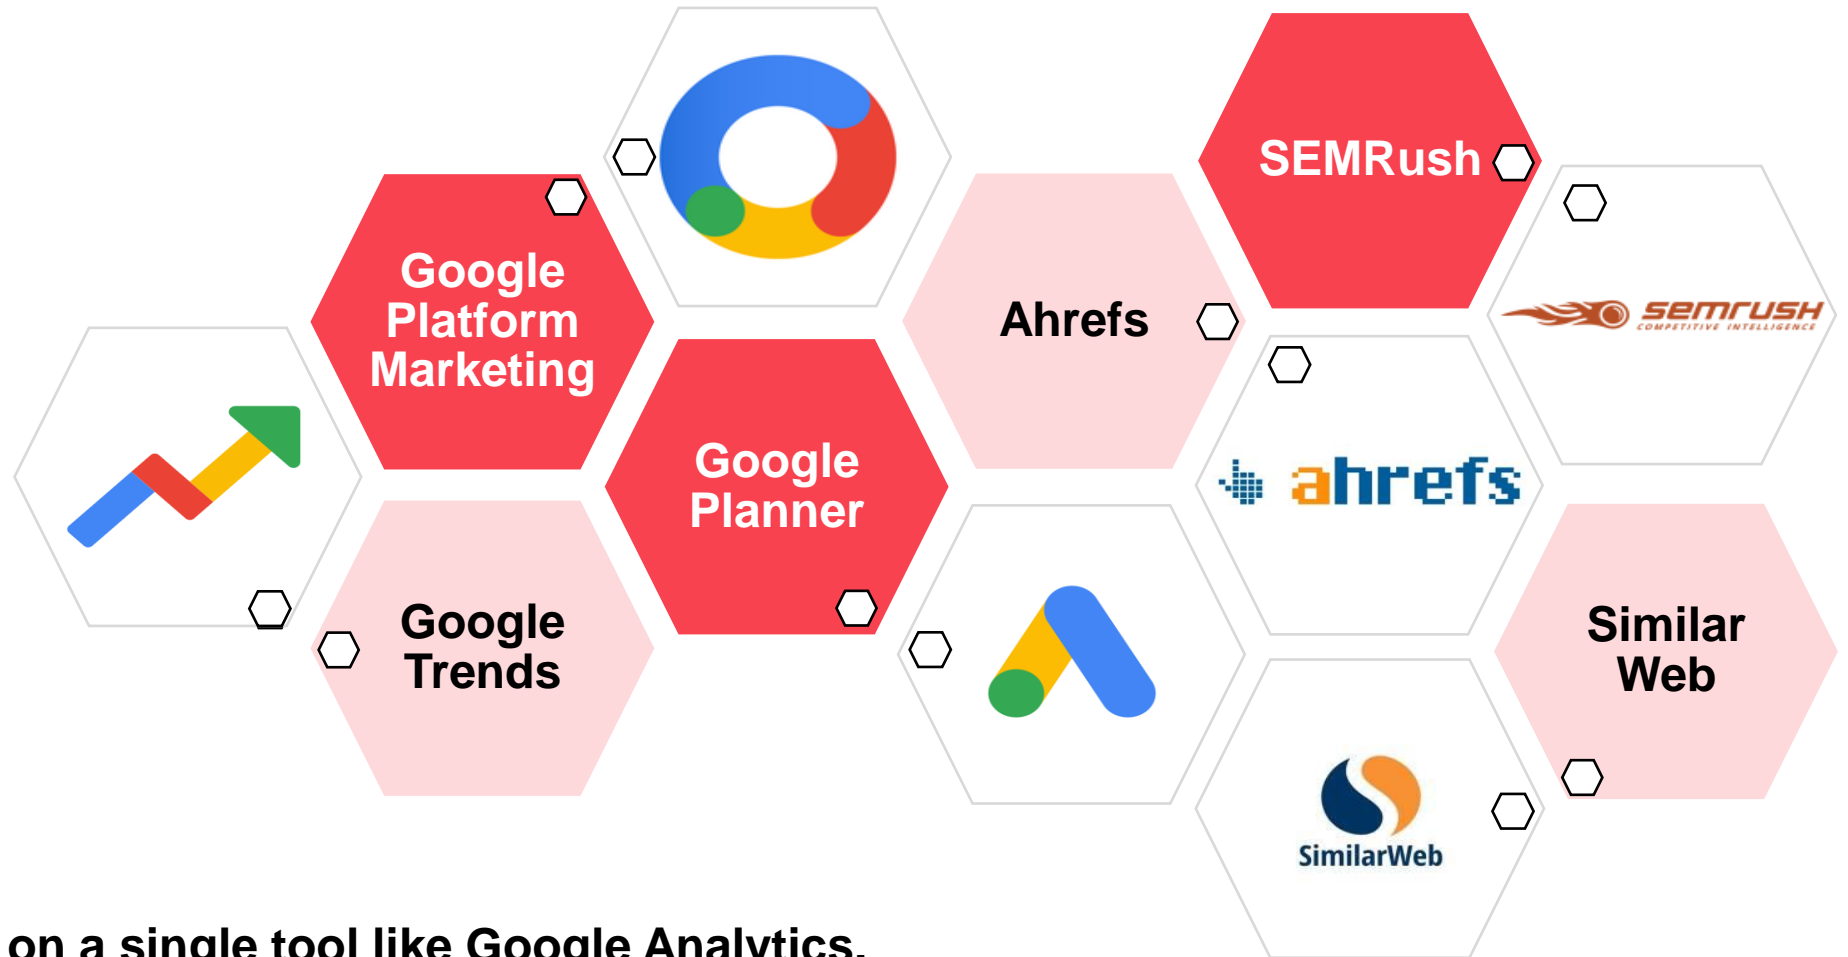 SEMRush
Google
Platform
Marketing
Ahrefs
semrush
COMPETITIVE INTELLIGENCE
Google
Planner
ahrefs
Google
Trends
Similar
Web
SimilarWeb
on a single tool like Google Analytics.